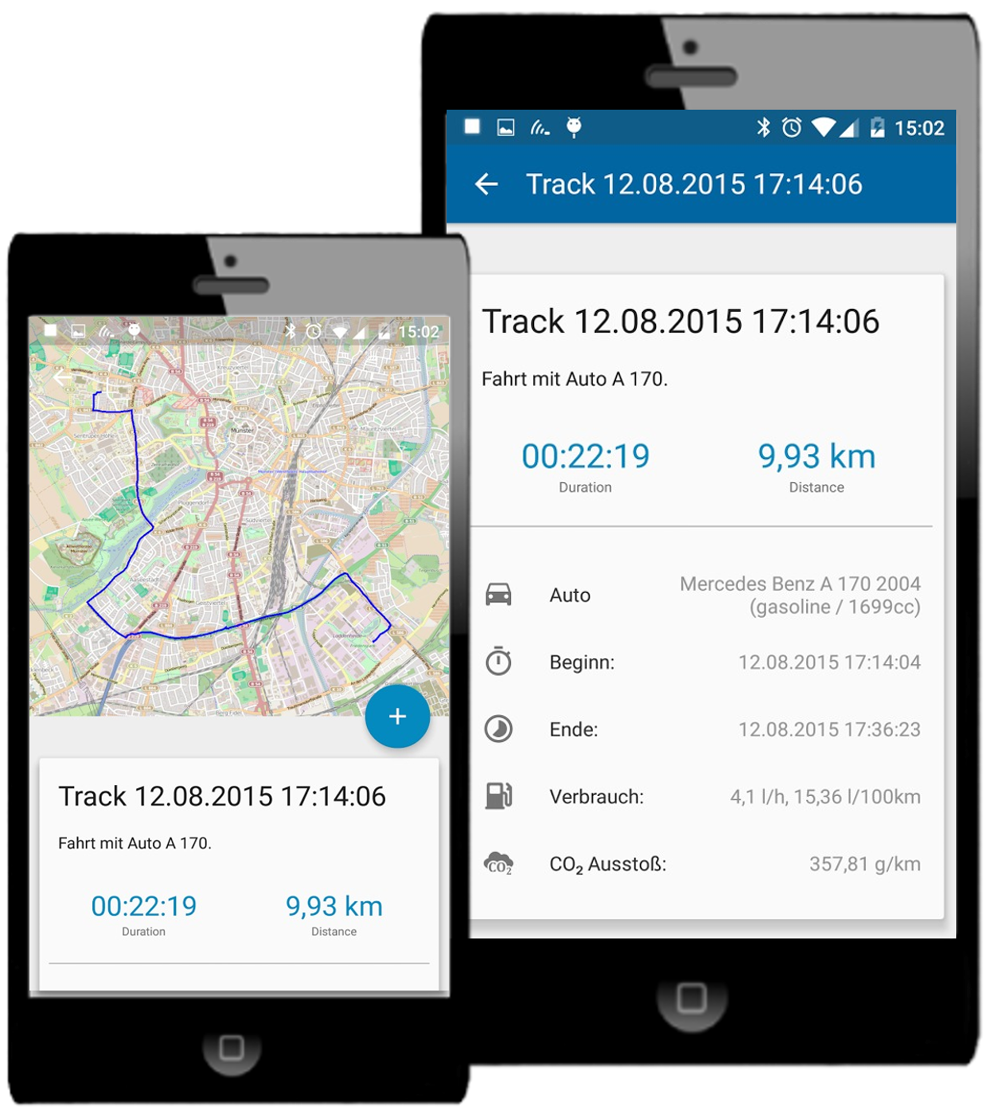 15:02
Track 12.08.2015 17:14:06
Track 12.08.2015 17:14:06
Fahrt mit Auto A 170.
00:22:19
Duration
9,93 km
Distance
Auto
Mercedes Benz A 170 2004
(gasoline / 1699cc)
Beginn:
12.08.2015 17:14:04
Ende:
12.08.2015 17:36:23
Verbrauch:
4,1 l/h, 15,36 l/100km
CO₂ Ausstoß:
CO₂
357,81 g/km
15:02
Münster
+
Track 12.08.2015 17:14:06
Fahrt mit Auto A 170.
00:22:19
Duration
9,93 km
Distance